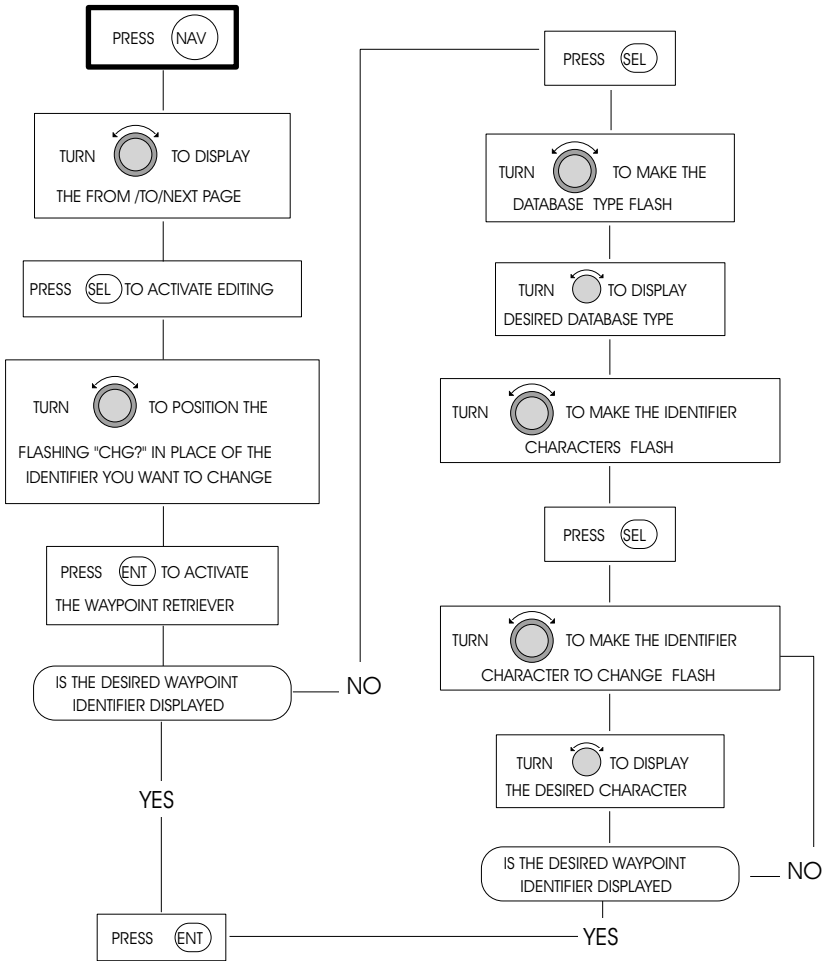 PRESS NAV
TURN TO DISPLAY
THE FROM /TO/NEXT PAGE
PRESS SEL TO ACTIVATE EDITING
TURN TO POSITION THE
FLASHING "CHG?" IN PLACE OF THE
IDENTIFIER YOU WANT TO CHANGE
PRESS ENT TO ACTIVATE
THE WAYPOINT RETRIEVER
IS THE DESIRED WAYPOINT
IDENTIFIER DISPLAYED
NO
YES
PRESS ENT
PRESS SEL
TURN TO MAKE THE
DATABASE TYPE FLASH
TURN TO DISPLAY
DESIRED DATABASE TYPE
TURN TO MAKE THE IDENTIFIER
CHARACTERS FLASH
PRESS SEL
TURN TO MAKE THE IDENTIFIER
CHARACTER TO CHANGE FLASH
TURN TO DISPLAY
THE DESIRED CHARACTER
IS THE DESIRED WAYPOINT
IDENTIFIER DISPLAYED
NO
YES